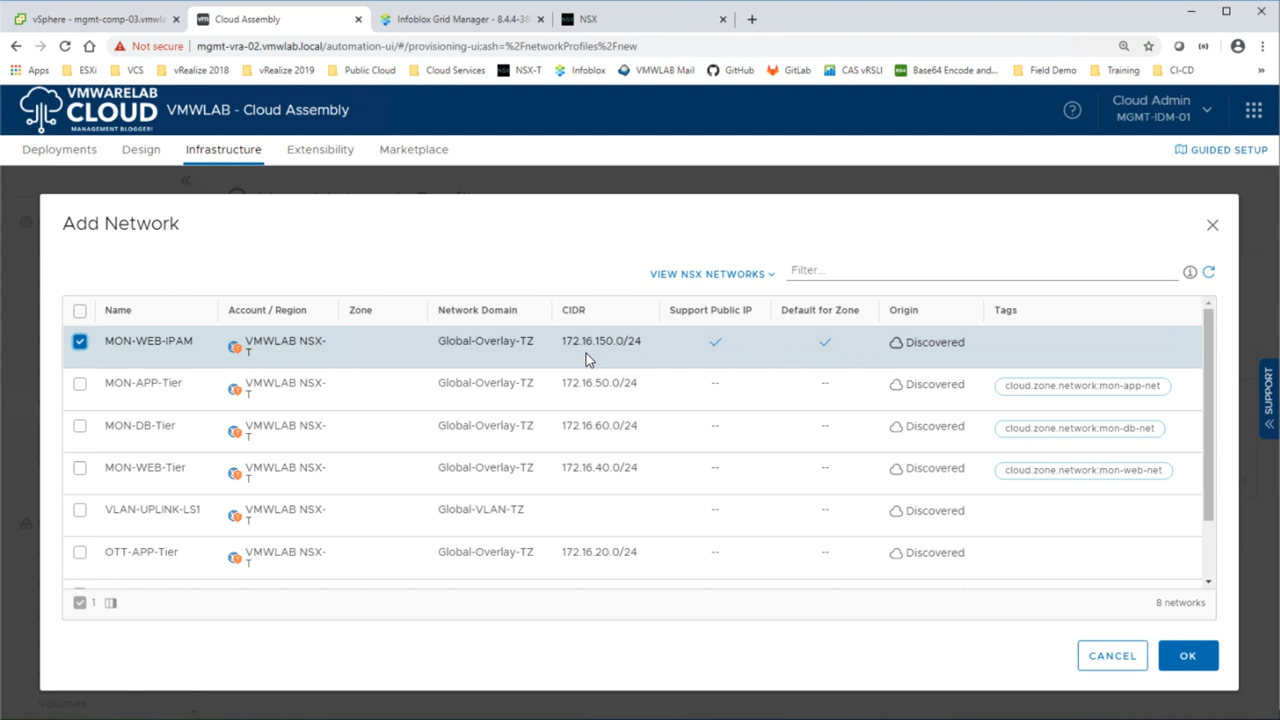 vSphere - mgmt-comp-03.vmwla
Cloud Assembly
Infoblox Grid Manager - 8.4.4-38
NSX
Not secure
mgmt-vra-02.vmwlab.local/automation-ui/#/provisioning-ui;ash=%2FnetworkProfiles%2Fnew
Apps
ESXi
VCS
vRealize 2018
vRealize 2019
Public Cloud
Cloud Services
NSX-T
Infoblox
VMWLAB Mail
GitHub
GitLab
CAS vRSLI
Base64 Encode and...
Field Demo
Training
CI-CD
VMWARELAB
CLOUD
MANAGEMENT BLOGGER!
VMWLAB - Cloud Assembly
Cloud Admin
MGMT-IDM-01
Deployments
Design
Infrastructure
Extensibility
Marketplace
GUIDED SETUP
Add Network
VIEW NSX NETWORKS
Filter...
Name Account / Region Zone Network Domain CIDR Support Public IP Default for Zone Origin Tags
MON-WEB-IPAM VMWLAB NSX- Global-Overlay-TZ 172.16.150.0/24 Discovered
T
MON-APP-Tier VMWLAB NSX- Global-Overlay-TZ 172.16.50.0/24 -- -- Discovered cloud.zone.network:mon-app-net
T
MON-DB-Tier VMWLAB NSX- Global-Overlay-TZ 172.16.60.0/24 -- -- Discovered cloud.zone.network:mon-db-net
T
MON-WEB-Tier VMWLAB NSX- Global-Overlay-TZ 172.16.40.0/24 -- -- Discovered cloud.zone.network:mon-web-net
T
VLAN-UPLINK-LS1 VMWLAB NSX- Global-VLAN-TZ -- -- Discovered
T
OTT-APP-Tier VMWLAB NSX- Global-Overlay-TZ 172.16.20.0/24 -- -- Discovered
T
1
8 networks
CANCEL
OK
SUPPORT
Volumes